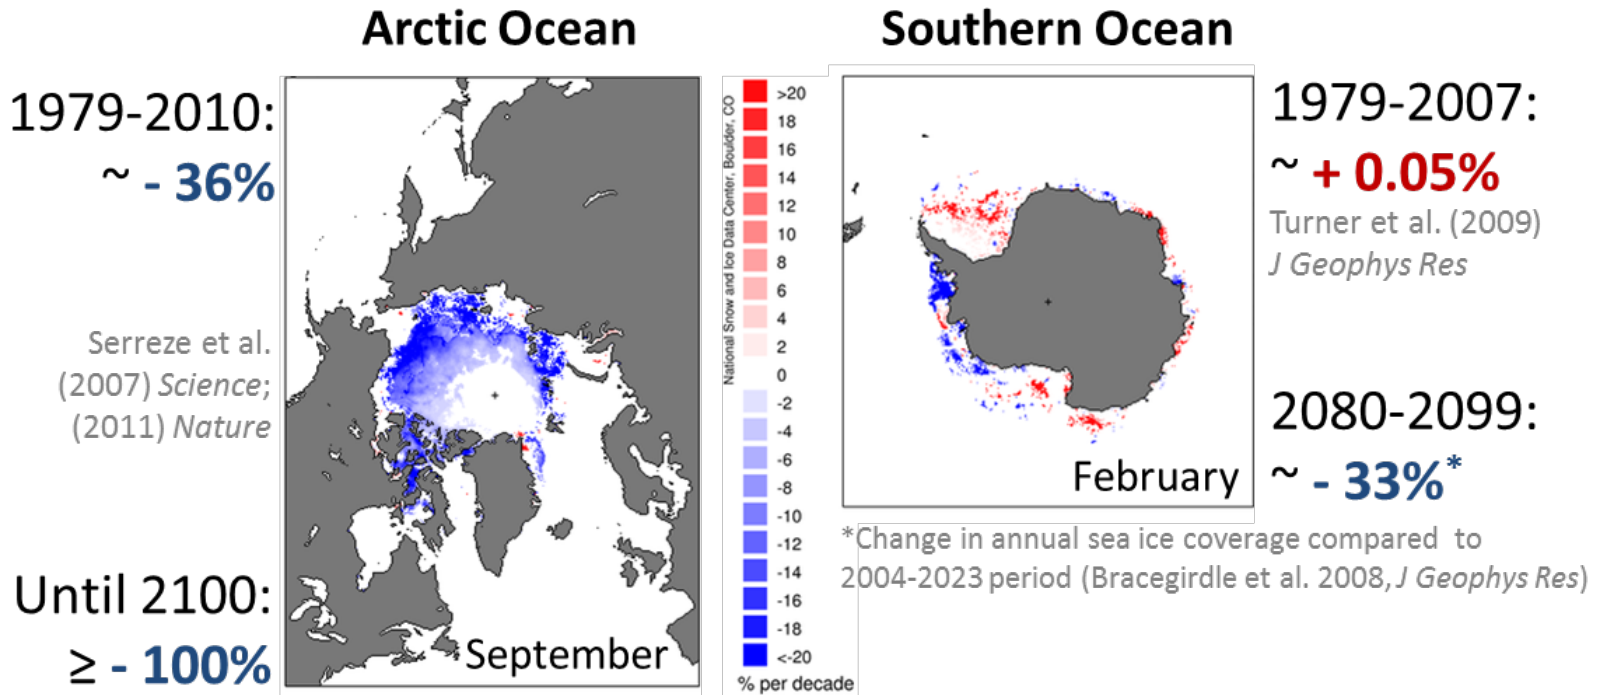 Arctic Ocean
1979-2010:
~ - 36%
Serreze et al.
(2007) Science;
(2011) Nature
Until 2100:
≥ - 100%
September
National Snow and Ice Data Center, Boulder, CO
>20
18
16
14
12
10
8
6
4
2
0
-2
-4
-6
-8
-10
-12
-14
-16
-18
<-20
% per decade
Southern Ocean
February
1979-2007:
~ + 0.05%
Turner et al. (2009)
J Geophys Res
2080-2099:
~ - 33%*
*Change in annual sea ice coverage compared to
2004-2023 period (Bracegirdle et al. 2008, J Geophys Res)